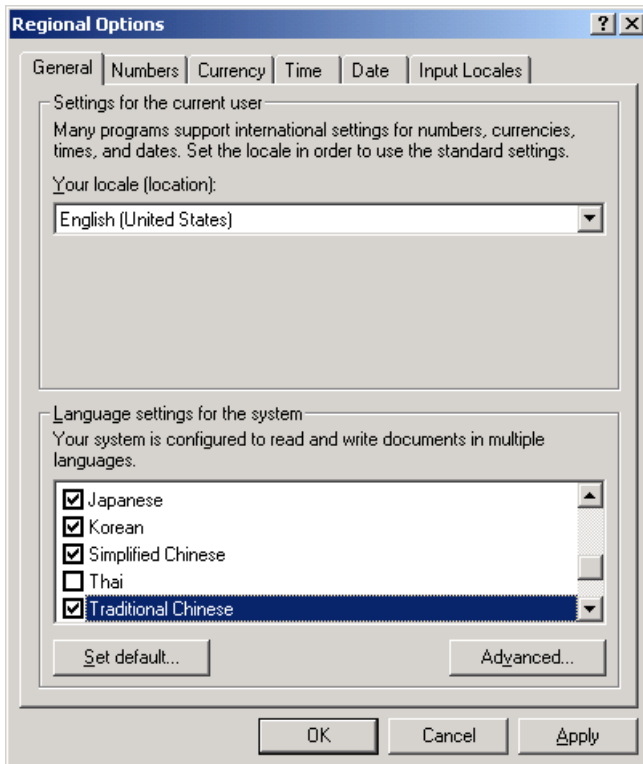 Regional Options
General Numbers Currency Time Date Input Locales
Settings for the current user
Many programs support international settings for numbers, currencies,
times, and dates. Set the locale in order to use the standard settings.
Your locale (location):
English (United States)
Language settings for the system
Your system is configured to read and write documents in multiple
languages.
Japanese
Korean
Simplified Chinese
Thai
Traditional Chinese
Set default... Advanced...
OK Cancel Apply